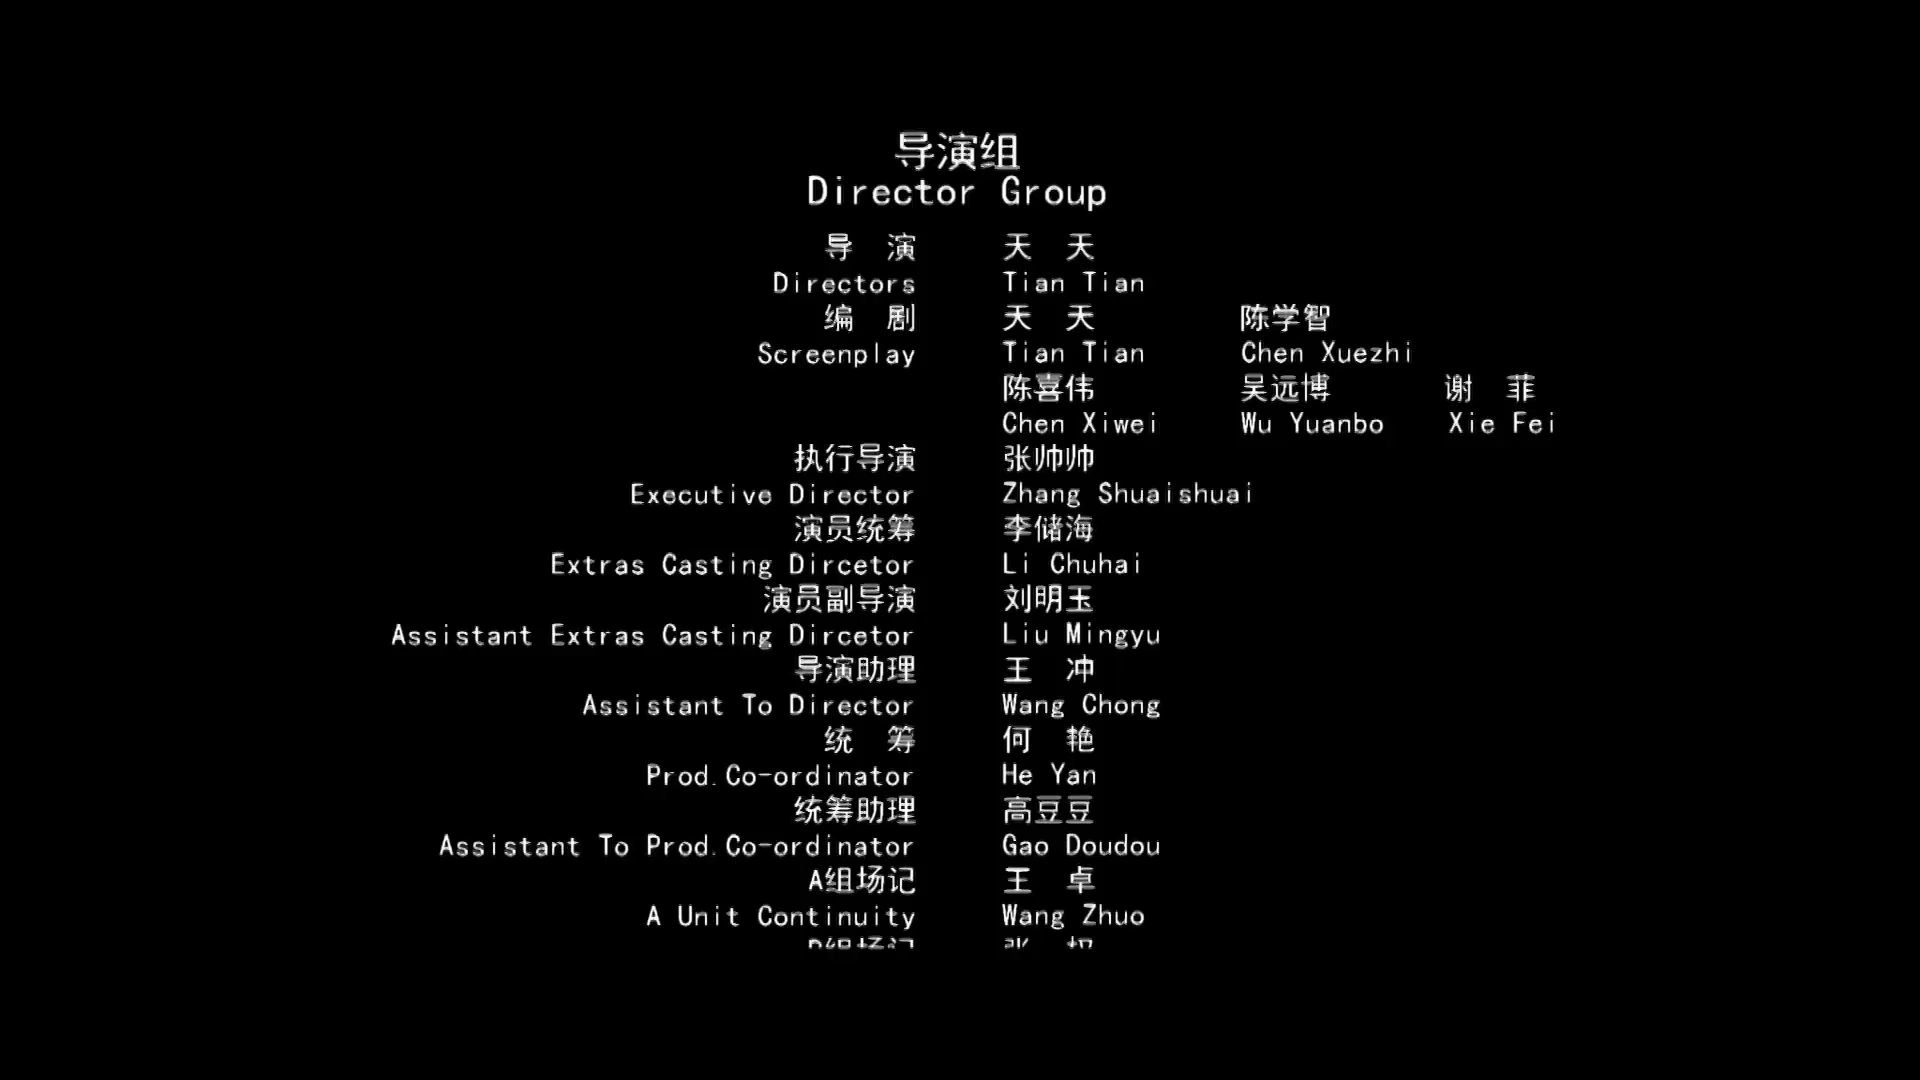 导演组
Director Group
导 演 天 天
Directors Tian Tian
编 剧 天 天 陈学智
Screenplay Tian Tian Chen Xuezhi
陈喜伟 吴远博 谢 菲
Chen Xiwei Wu Yuanbo Xie Fei
执行导演 张帅帅
Executive Director Zhang Shuaishuai
演员统筹 李储海
Extras Casting Dircetor Li Chuhai
演员副导演 刘明玉
Assistant Extras Casting Dircetor Liu Mingyu
导演助理 王 冲
Assistant To Director Wang Chong
统 筹 何 艳
Prod.Co-ordinator He Yan
统筹助理 高豆豆
Assistant To Prod.Co-ordinator Gao Doudou
A组场记 王 卓
A Unit Continuity Wang Zhuo